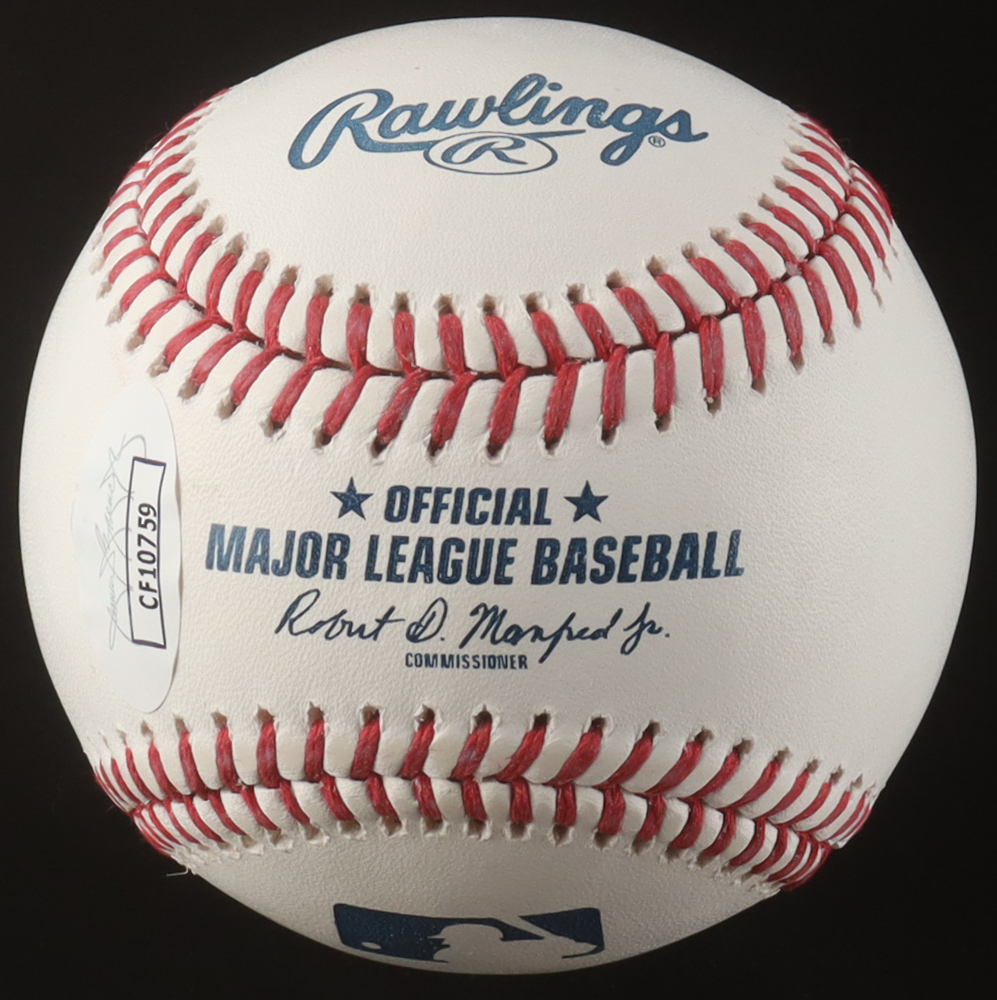 Rawlings®
R
★ OFFICIAL ★
MAJOR LEAGUE BASEBALL
Robert D. Manfred Jr.
COMMISSIONER
CF10759